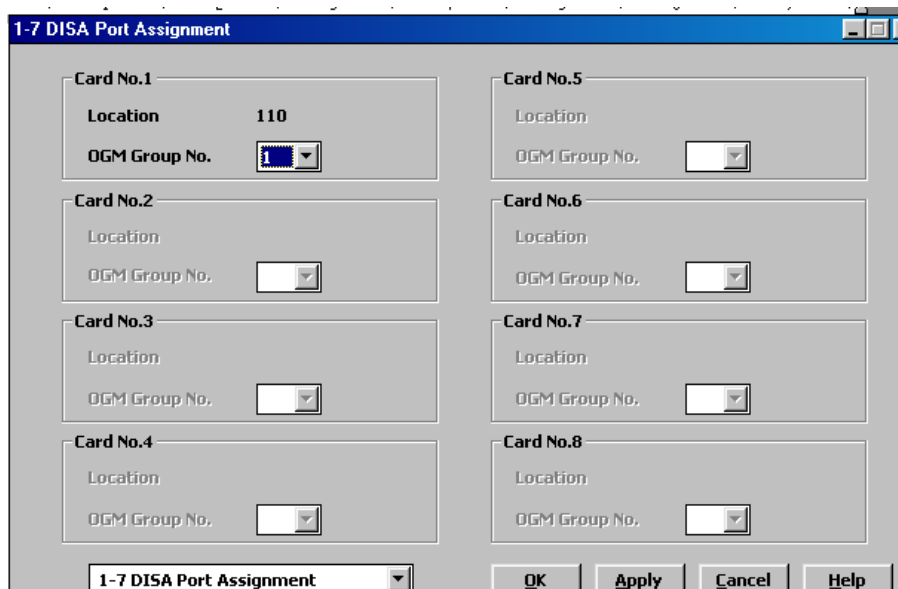 1-7 DISA Port Assignment
Card No.1
Location 110
OGM Group No. 1
Card No.2
Location
OGM Group No.
Card No.3
Location
OGM Group No.
Card No.4
Location
OGM Group No.
Card No.5
Location
OGM Group No.
Card No.6
Location
OGM Group No.
Card No.7
Location
OGM Group No.
Card No.8
Location
OGM Group No.
1-7 DISA Port Assignment
OK Apply Cancel Help